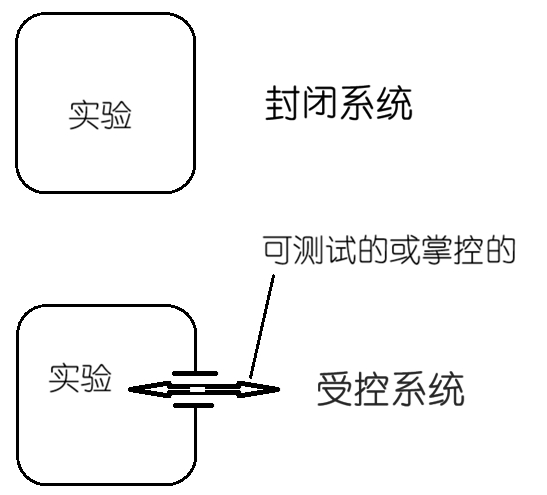 实验
封闭系统
可测试的或掌控的
实验
受控系统